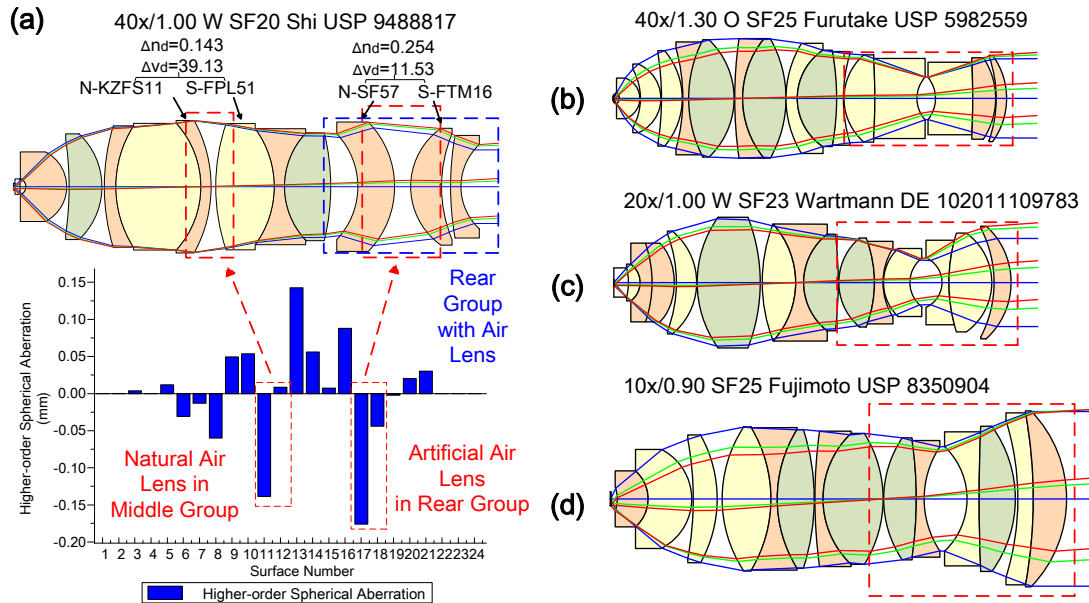 (a)
40x/1.00 W SF20 Shi USP 9488817
Δnd=0.143
Δvd=39.13
N-KZFS11
S-FPL51
Δnd=0.254
Δvd=11.53
N-SF57
S-FTM16
Rear
Group
with Air
Lens
0.15
0.10
0.05
0.00
-0.05
-0.10
-0.15
-0.20
Higher-order Spherical Aberration
(mm)
Natural Air
Lens in
Middle Group
Artificial Air
Lens
in Rear Group
1 2 3 4 5 6 7 8 9 10 11 12 13 14 15 16 17 18 19 20 21 22 23 24
Surface Number
Higher-order Spherical Aberration
(b)
40x/1.30 O SF25 Furutake USP 5982559
(c)
20x/1.00 W SF23 Wartmann DE 102011109783
(d)
10x/0.90 SF25 Fujimoto USP 8350904